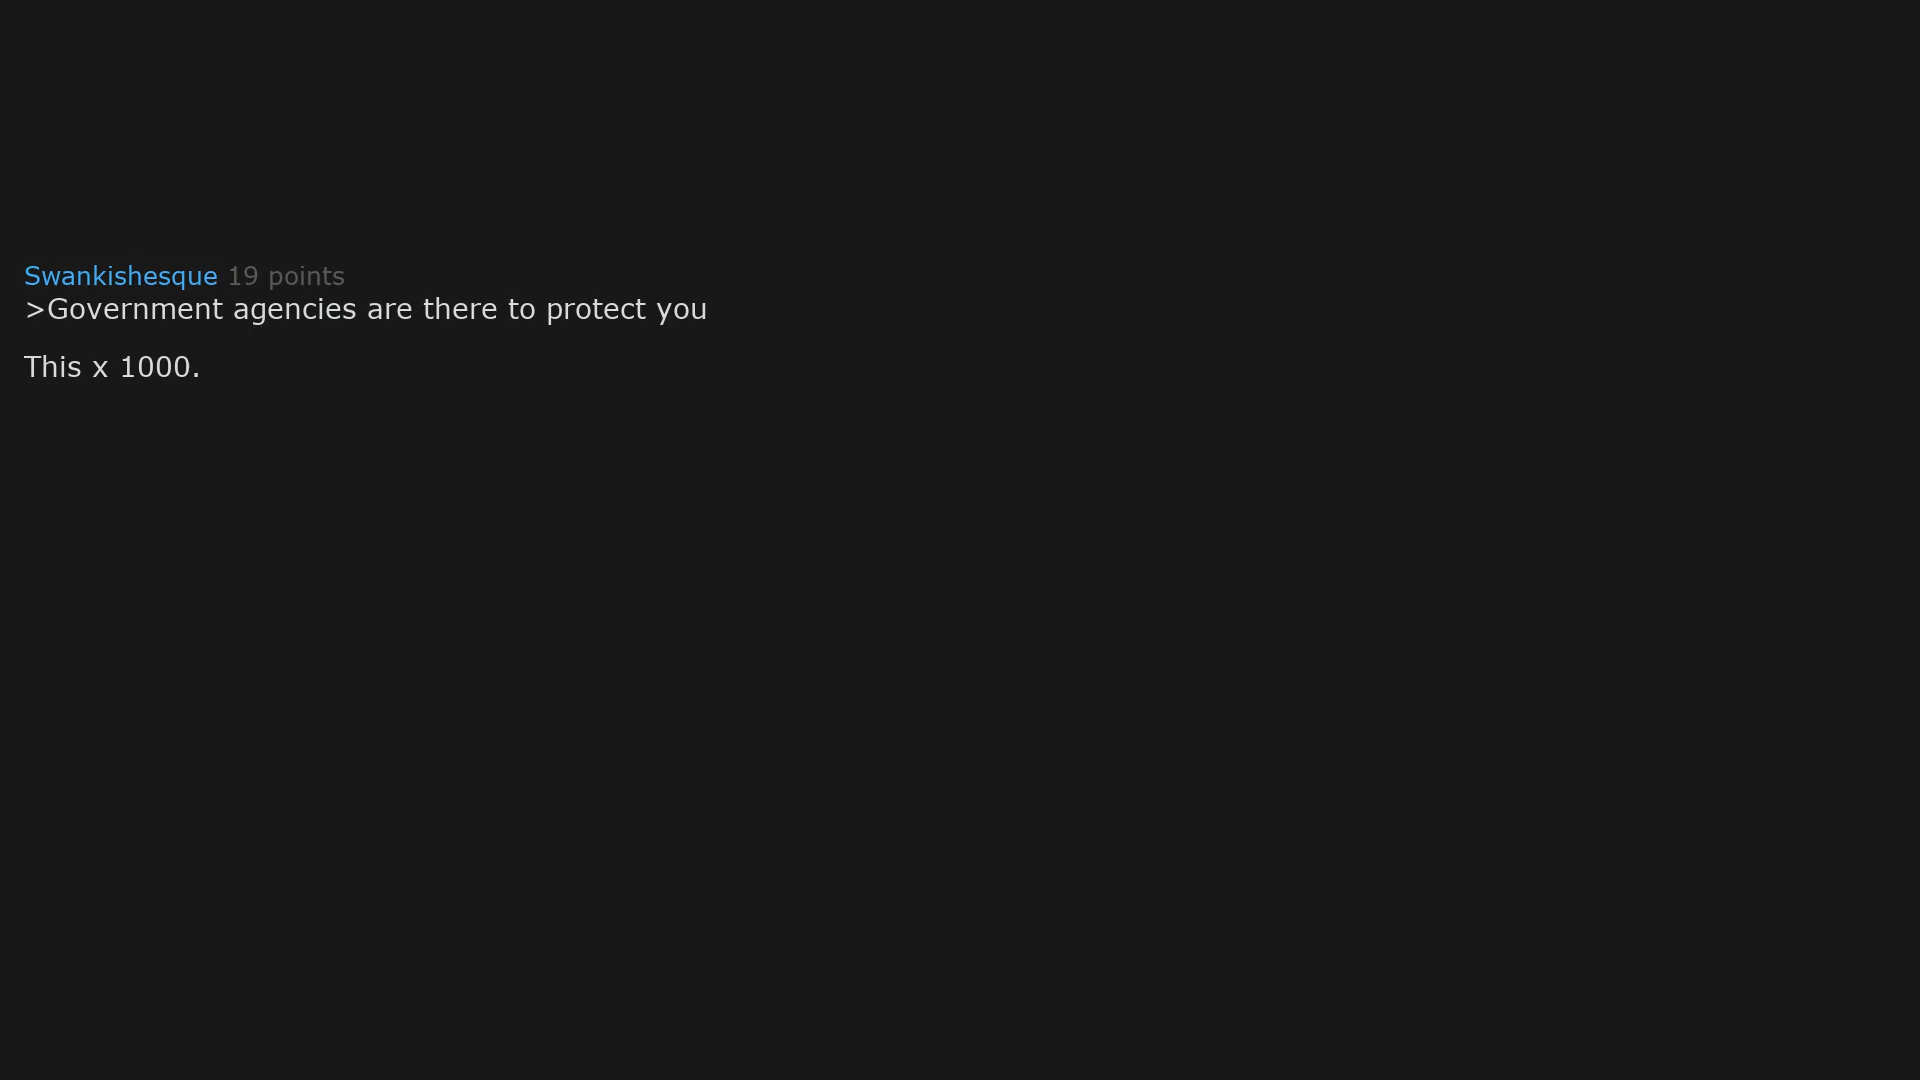 Swankishesque 19 points
>Government agencies are there to protect you
This x 1000.